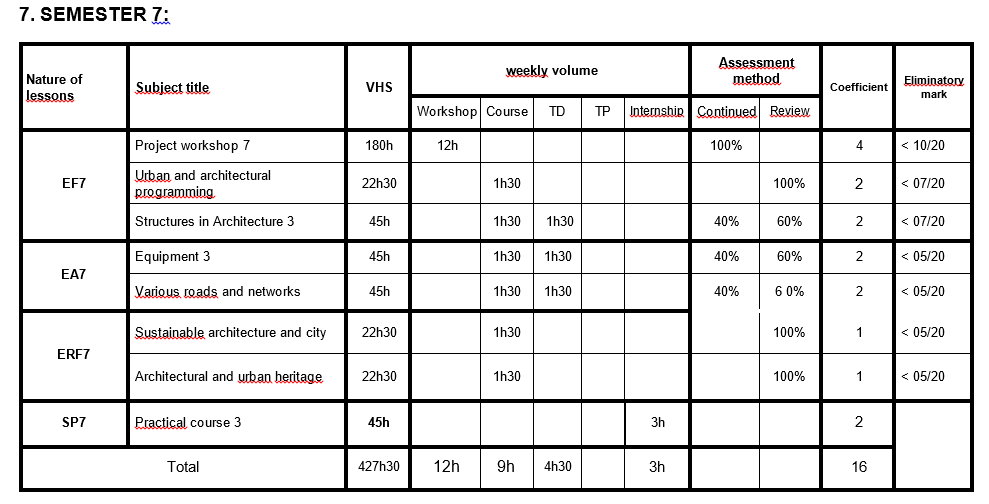 7. SEMESTER 7:
Nature of lessons | Subject title | VHS | weekly volume | Assessment method | Coefficient | Eliminatory mark
Workshop | Course | TD | TP | Internship | Continued | Review
EF7 | Project workshop 7 | 180h | 12h | 100% | 4 | < 10/20
Urban and architectural programming | 22h30 | 1h30 | 100% | 2 | < 07/20
Structures in Architecture 3 | 45h | 1h30 | 1h30 | 40% | 60% | 2 | < 07/20
EA7 | Equipment 3 | 45h | 1h30 | 1h30 | 40% | 60% | 2 | < 05/20
Various roads and networks | 45h | 1h30 | 1h30 | 40% | 6 0% | 2 | < 05/20
ERF7 | Sustainable architecture and city | 22h30 | 1h30 | 100% | 1 | < 05/20
Architectural and urban heritage | 22h30 | 1h30 | 100% | 1 | < 05/20
SP7 | Practical course 3 | 45h | 3h | 2
Total | 427h30 | 12h | 9h | 4h30 | 3h | 16